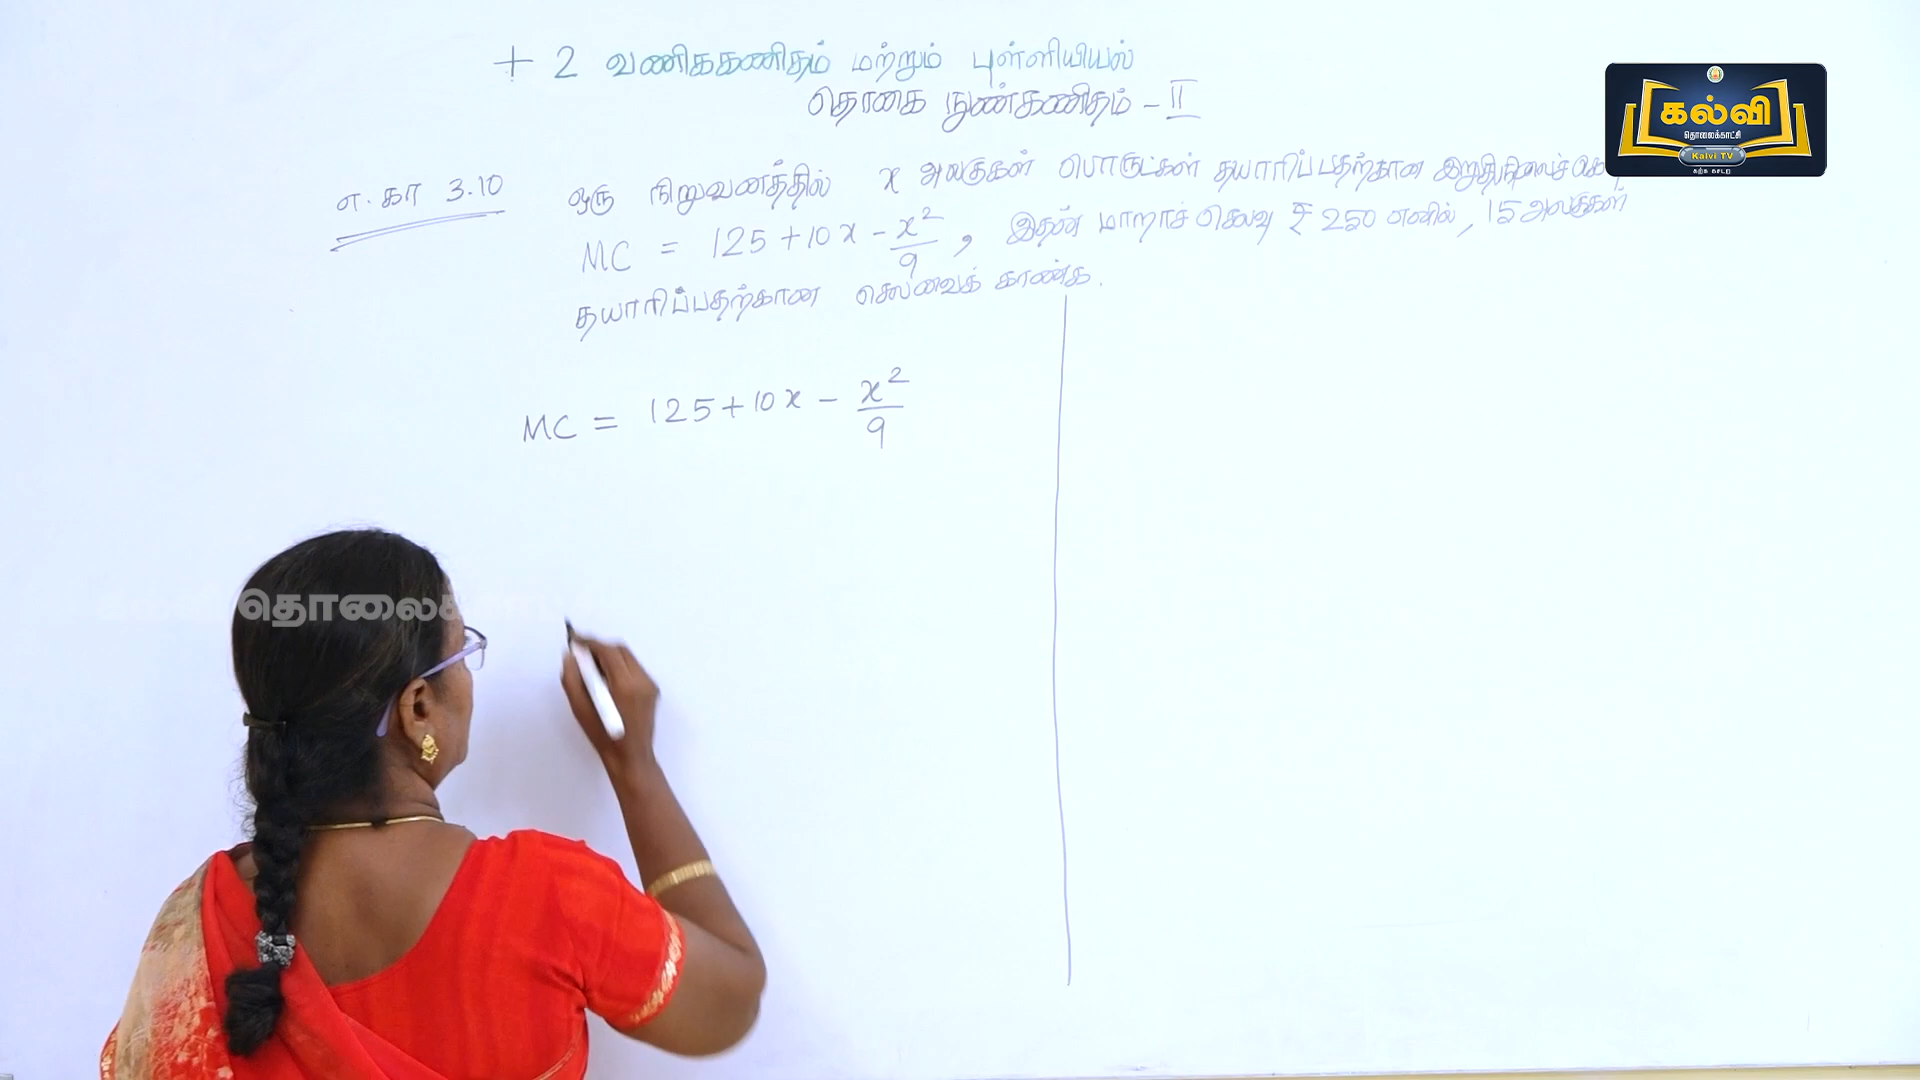 + 2 வணிககணிதம் மற்றும் புள்ளியியல்
தொகை நுண்கணிதம் - II
எ. கா 3.10 ஒரு நிறுவனத்தில் x அலகுகள் பொருட்கள் தயாரிப்பதற்கான இறுதிநிலைச்
MC = 125 + 10x - x²/9 , இதன் மாறாச் செலவு ₹ 250 எனில், 15 அலகுகள்
தயாரிப்பதற்கான செலவைக் காண்க.
MC = 125 + 10x - x²/9
கல்வி
தொலைக்காட்சி
Kalvi TV
கற்க கசடற